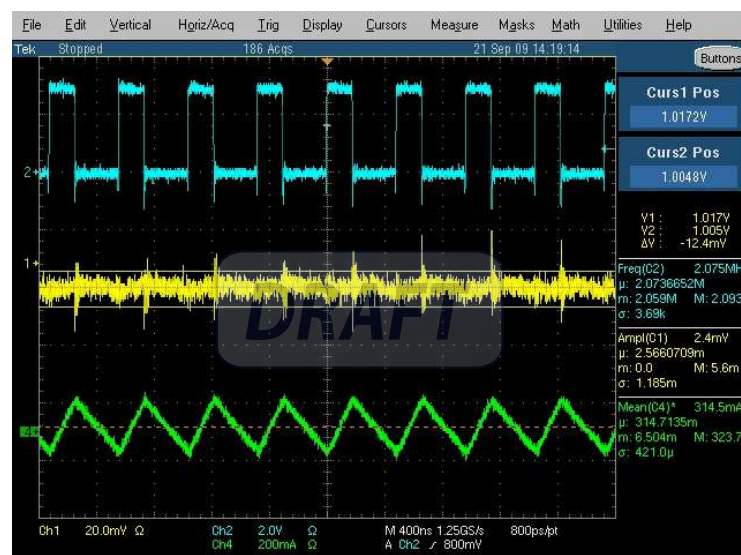 File Edit Vertical Horiz/Acq Trig Display Cursors Measure Masks Math Utilities Help
Tek Stopped 186 Acqs 21 Sep 09 14:19:14
Buttons
Curs1 Pos
1.0172V
Curs2 Pos
1.0048V
V1 : 1.017V
V2 : 1.005V
ΔV : -12.4mV
Freq(C2) 2.075MH
µ: 2.0736652M
m: 2.059M M: 2.093
σ: 3.69k
Ampl(C1) 2.4mV
µ: 2.5660709m
m: 0.0 M: 5.6m
σ: 1.185m
Mean(C4)* 314.5mA
µ: 314.7135m
m: 6.504m M: 323.7
σ: 421.0µ
2
1
4
DRAFT
Ch1 20.0mV Ω Ch2 2.0V Ω M 400ns 1.25GS/s 800ps/pt
Ch4 200mA Ω A Ch2 800mV